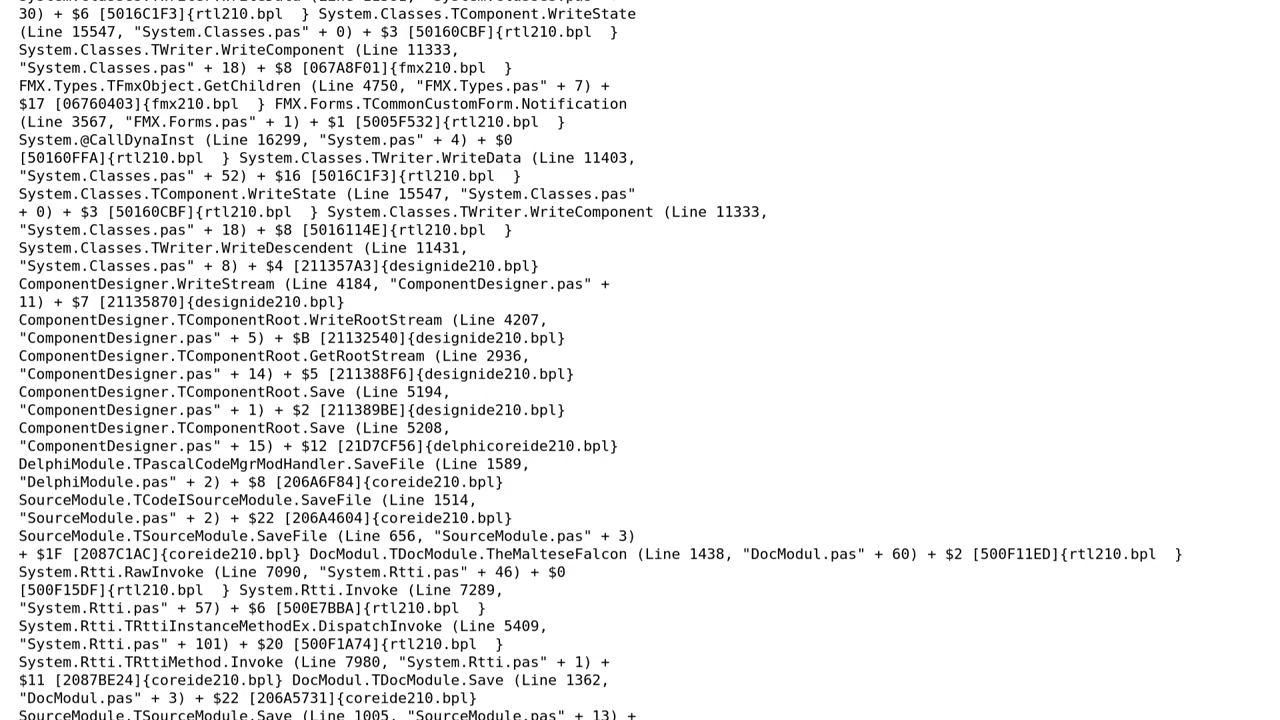 30) + $6 [5016C1F3]{rtl210.bpl  } System.Classes.TComponent.WriteState
(Line 15547, "System.Classes.pas" + 0) + $3 [50160CBF]{rtl210.bpl  }
System.Classes.TWriter.WriteComponent (Line 11333,
"System.Classes.pas" + 18) + $8 [067A8F01]{fmx210.bpl  }
FMX.Types.TFmxObject.GetChildren (Line 4750, "FMX.Types.pas" + 7) +
$17 [06760403]{fmx210.bpl  } FMX.Forms.TCommonCustomForm.Notification
(Line 3567, "FMX.Forms.pas" + 1) + $1 [5005F532]{rtl210.bpl  }
System.@CallDynaInst (Line 16299, "System.pas" + 4) + $0
[50160FFA]{rtl210.bpl  } System.Classes.TWriter.WriteData (Line 11403,
"System.Classes.pas" + 52) + $16 [5016C1F3]{rtl210.bpl  }
System.Classes.TComponent.WriteState (Line 15547, "System.Classes.pas"
+ 0) + $3 [50160CBF]{rtl210.bpl  } System.Classes.TWriter.WriteComponent (Line 11333,
"System.Classes.pas" + 18) + $8 [5016114E]{rtl210.bpl  }
System.Classes.TWriter.WriteDescendent (Line 11431,
"System.Classes.pas" + 8) + $4 [211357A3]{designide210.bpl}
ComponentDesigner.WriteStream (Line 4184, "ComponentDesigner.pas" +
11) + $7 [21135870]{designide210.bpl}
ComponentDesigner.TComponentRoot.WriteRootStream (Line 4207,
"ComponentDesigner.pas" + 5) + $B [21132540]{designide210.bpl}
ComponentDesigner.TComponentRoot.GetRootStream (Line 2936,
"ComponentDesigner.pas" + 14) + $5 [211388F6]{designide210.bpl}
ComponentDesigner.TComponentRoot.Save (Line 5194,
"ComponentDesigner.pas" + 1) + $2 [211389BE]{designide210.bpl}
ComponentDesigner.TComponentRoot.Save (Line 5208,
"ComponentDesigner.pas" + 15) + $12 [21D7CF56]{delphicoreide210.bpl}
DelphiModule.TPascalCodeMgrModHandler.SaveFile (Line 1589,
"DelphiModule.pas" + 2) + $8 [206A6F84]{coreide210.bpl}
SourceModule.TCodeISourceModule.SaveFile (Line 1514,
"SourceModule.pas" + 2) + $22 [206A4604]{coreide210.bpl}
SourceModule.TSourceModule.SaveFile (Line 656, "SourceModule.pas" + 3)
+ $1F [2087C1AC]{coreide210.bpl} DocModul.TDocModule.TheMalteseFalcon (Line 1438, "DocModul.pas" + 60) + $2 [500F11ED]{rtl210.bpl  }
System.Rtti.RawInvoke (Line 7090, "System.Rtti.pas" + 46) + $0
[500F15DF]{rtl210.bpl  } System.Rtti.Invoke (Line 7289,
"System.Rtti.pas" + 57) + $6 [500E7BBA]{rtl210.bpl  }
System.Rtti.TRttiInstanceMethodEx.DispatchInvoke (Line 5409,
"System.Rtti.pas" + 101) + $20 [500F1A74]{rtl210.bpl  }
System.Rtti.TRttiMethod.Invoke (Line 7980, "System.Rtti.pas" + 1) +
$11 [2087BE24]{coreide210.bpl} DocModul.TDocModule.Save (Line 1362,
"DocModul.pas" + 3) + $22 [206A5731]{coreide210.bpl}
SourceModule.TSourceModule.Save (Line 1005, "SourceModule.pas" + 13) +